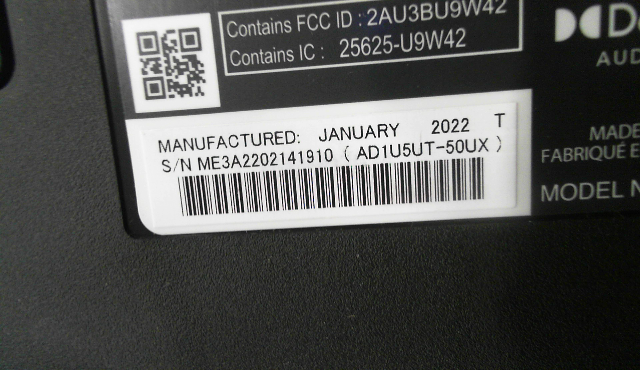 Contains FCC ID : 2AU3BU9W42
Contains IC : 25625-U9W42
MANUFACTURED: JANUARY 2022 T
S/N ME3A2202141910 ( AD1U5UT-50UX )
AUD
MADE
FABRIQUÉ E
MODEL N